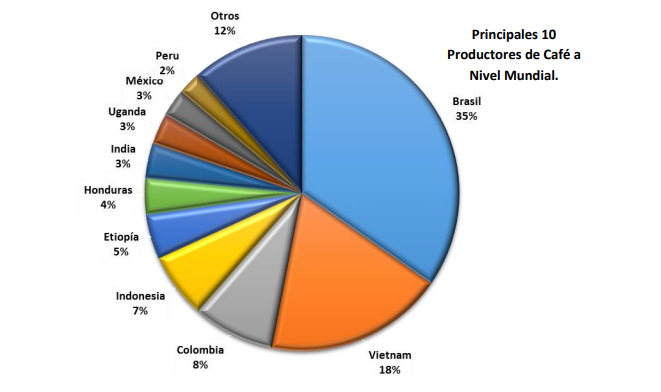 Principales 10
Productores de Café a
Nivel Mundial.
Brasil
35%
Vietnam
18%
Colombia
8%
Indonesia
7%
Etiopía
5%
Honduras
4%
India
3%
Uganda
3%
México
3%
Peru
2%
Otros
12%